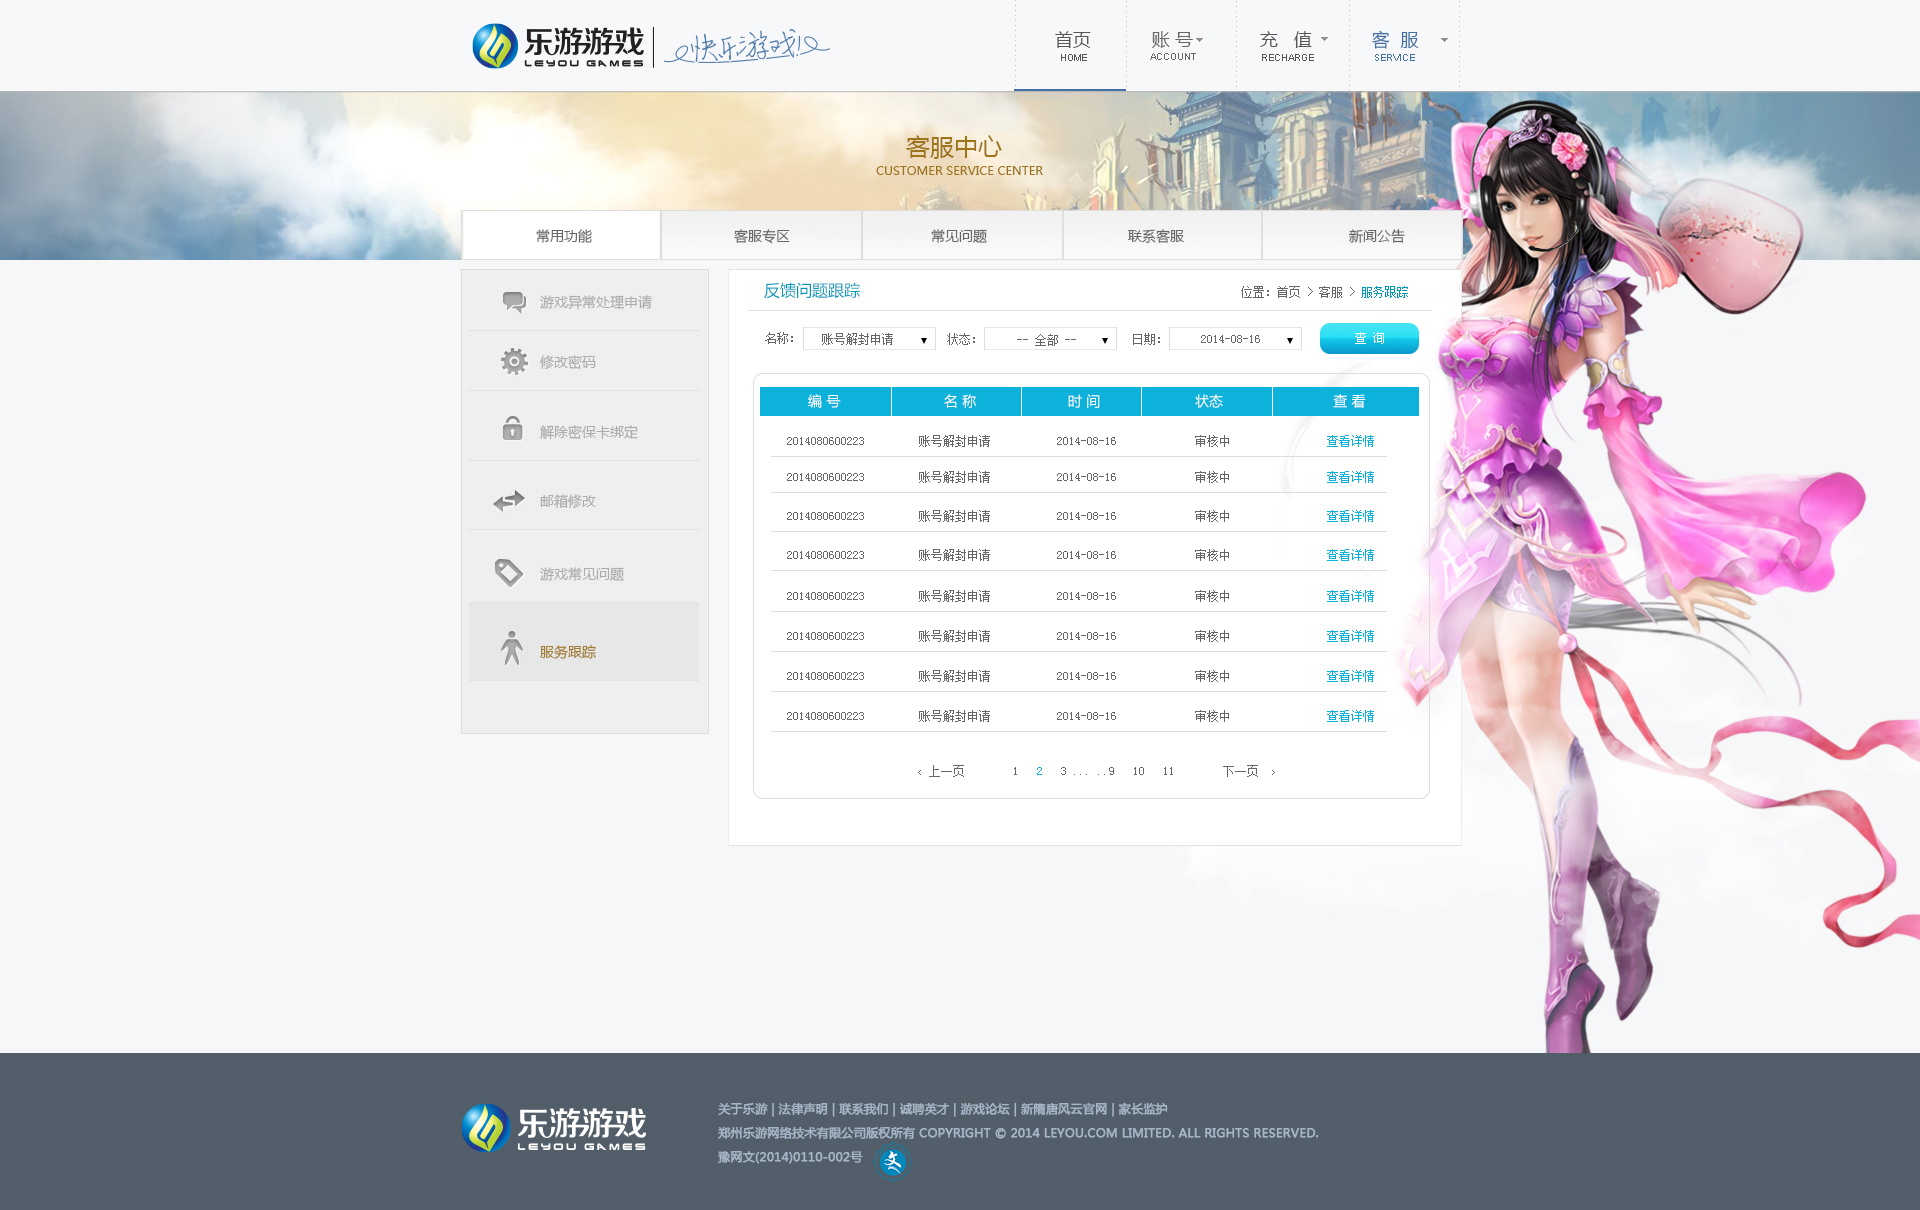 乐游游戏
LEYOU GAMES
快乐游戏!
首页
HOME
账 号
ACCOUNT
充 值
RECHARGE
客 服
SERVICE
客服中心
CUSTOMER SERVICE CENTER
常用功能
客服专区
常见问题
联系客服
新闻公告
游戏异常处理申请
修改密码
解除密保卡绑定
邮箱修改
游戏常见问题
服务跟踪
反馈问题跟踪
位置：首页 > 客服 > 服务跟踪
名称： 账号解封申请 ▼ 状态： -- 全部 -- ▼ 日期： 2014-08-16 ▼ 查 询
编 号 名 称 时 间 状态 查 看
2014080600223 账号解封申请 2014-08-16 审核中 查看详情
2014080600223 账号解封申请 2014-08-16 审核中 查看详情
2014080600223 账号解封申请 2014-08-16 审核中 查看详情
2014080600223 账号解封申请 2014-08-16 审核中 查看详情
2014080600223 账号解封申请 2014-08-16 审核中 查看详情
2014080600223 账号解封申请 2014-08-16 审核中 查看详情
2014080600223 账号解封申请 2014-08-16 审核中 查看详情
2014080600223 账号解封申请 2014-08-16 审核中 查看详情
‹ 上一页 1 2 3 ... ..9 10 11 下一页 ›
乐游游戏
LEYOU GAMES
关于乐游 | 法律声明 | 联系我们 | 诚聘英才 | 游戏论坛 | 新隋唐风云官网 | 家长监护
郑州乐游网络技术有限公司版权所有 COPYRIGHT © 2014 LEYOU.COM LIMITED. ALL RIGHTS RESERVED.
豫网文(2014)0110-002号
文